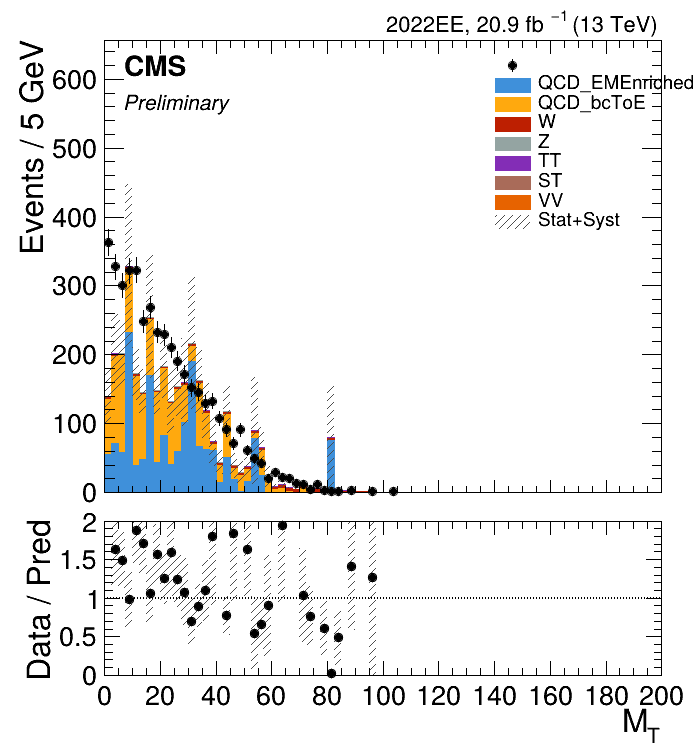 2022EE, 20.9 fb⁻¹ (13 TeV)
CMS
Preliminary
QCD_EMEnriched
QCD_bcToE
W
Z
TT
ST
VV
Stat+Syst
Events / 5 GeV
600
500
400
300
200
100
0
Data / Pred
2
1.5
1
0.5
0
0 20 40 60 80 100 120 140 160 180 200
M_T